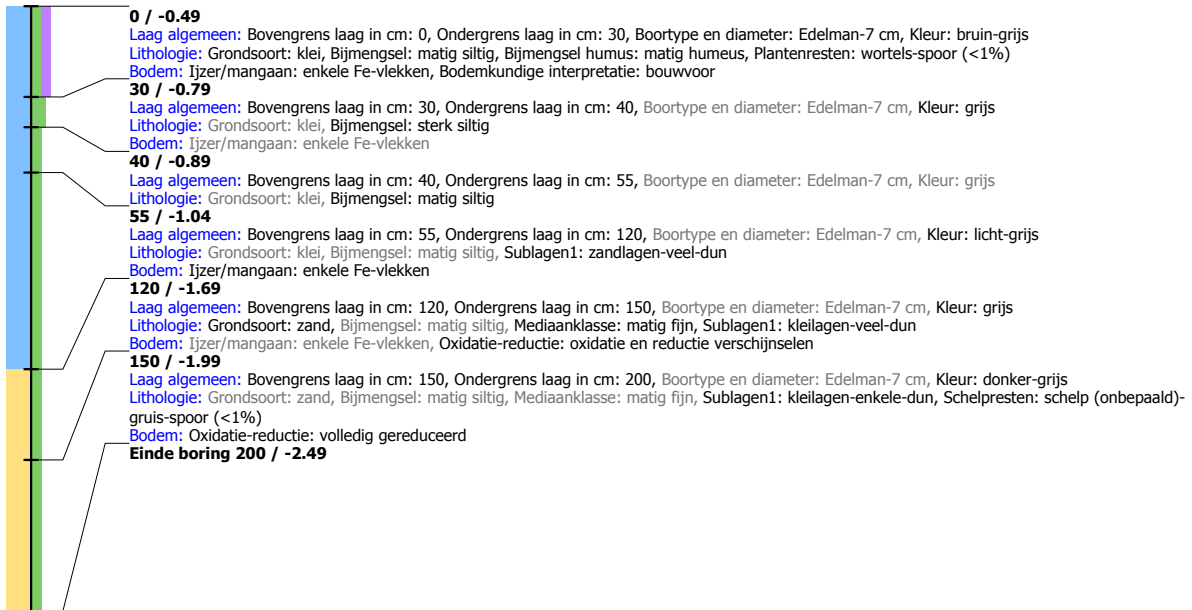 0 / -0.49
Laag algemeen: Bovengrens laag in cm: 0, Ondergrens laag in cm: 30, Boortype en diameter: Edelman-7 cm, Kleur: bruin-grijs
Lithologie: Grondsoort: klei, Bijmengsel: matig siltig, Bijmengsel humus: matig humeus, Plantenresten: wortels-spoor (<1%)
Bodem: Ijzer/mangaan: enkele Fe-vlekken, Bodemkundige interpretatie: bouwvoor
30 / -0.79
Laag algemeen: Bovengrens laag in cm: 30, Ondergrens laag in cm: 40, Boortype en diameter: Edelman-7 cm, Kleur: grijs
Lithologie: Grondsoort: klei, Bijmengsel: sterk siltig
Bodem: Ijzer/mangaan: enkele Fe-vlekken
40 / -0.89
Laag algemeen: Bovengrens laag in cm: 40, Ondergrens laag in cm: 55, Boortype en diameter: Edelman-7 cm, Kleur: grijs
Lithologie: Grondsoort: klei, Bijmengsel: matig siltig
55 / -1.04
Laag algemeen: Bovengrens laag in cm: 55, Ondergrens laag in cm: 120, Boortype en diameter: Edelman-7 cm, Kleur: licht-grijs
Lithologie: Grondsoort: klei, Bijmengsel: matig siltig, Sublagen1: zandlagen-veel-dun
Bodem: Ijzer/mangaan: enkele Fe-vlekken
120 / -1.69
Laag algemeen: Bovengrens laag in cm: 120, Ondergrens laag in cm: 150, Boortype en diameter: Edelman-7 cm, Kleur: grijs
Lithologie: Grondsoort: zand, Bijmengsel: matig siltig, Mediaanklasse: matig fijn, Sublagen1: kleilagen-veel-dun
Bodem: Ijzer/mangaan: enkele Fe-vlekken, Oxidatie-reductie: oxidatie en reductie verschijnselen
150 / -1.99
Laag algemeen: Bovengrens laag in cm: 150, Ondergrens laag in cm: 200, Boortype en diameter: Edelman-7 cm, Kleur: donker-grijs
Lithologie: Grondsoort: zand, Bijmengsel: matig siltig, Mediaanklasse: matig fijn, Sublagen1: kleilagen-enkele-dun, Schelpresten: schelp (onbepaald)-
gruis-spoor (<1%)
Bodem: Oxidatie-reductie: volledig gereduceerd
Einde boring 200 / -2.49